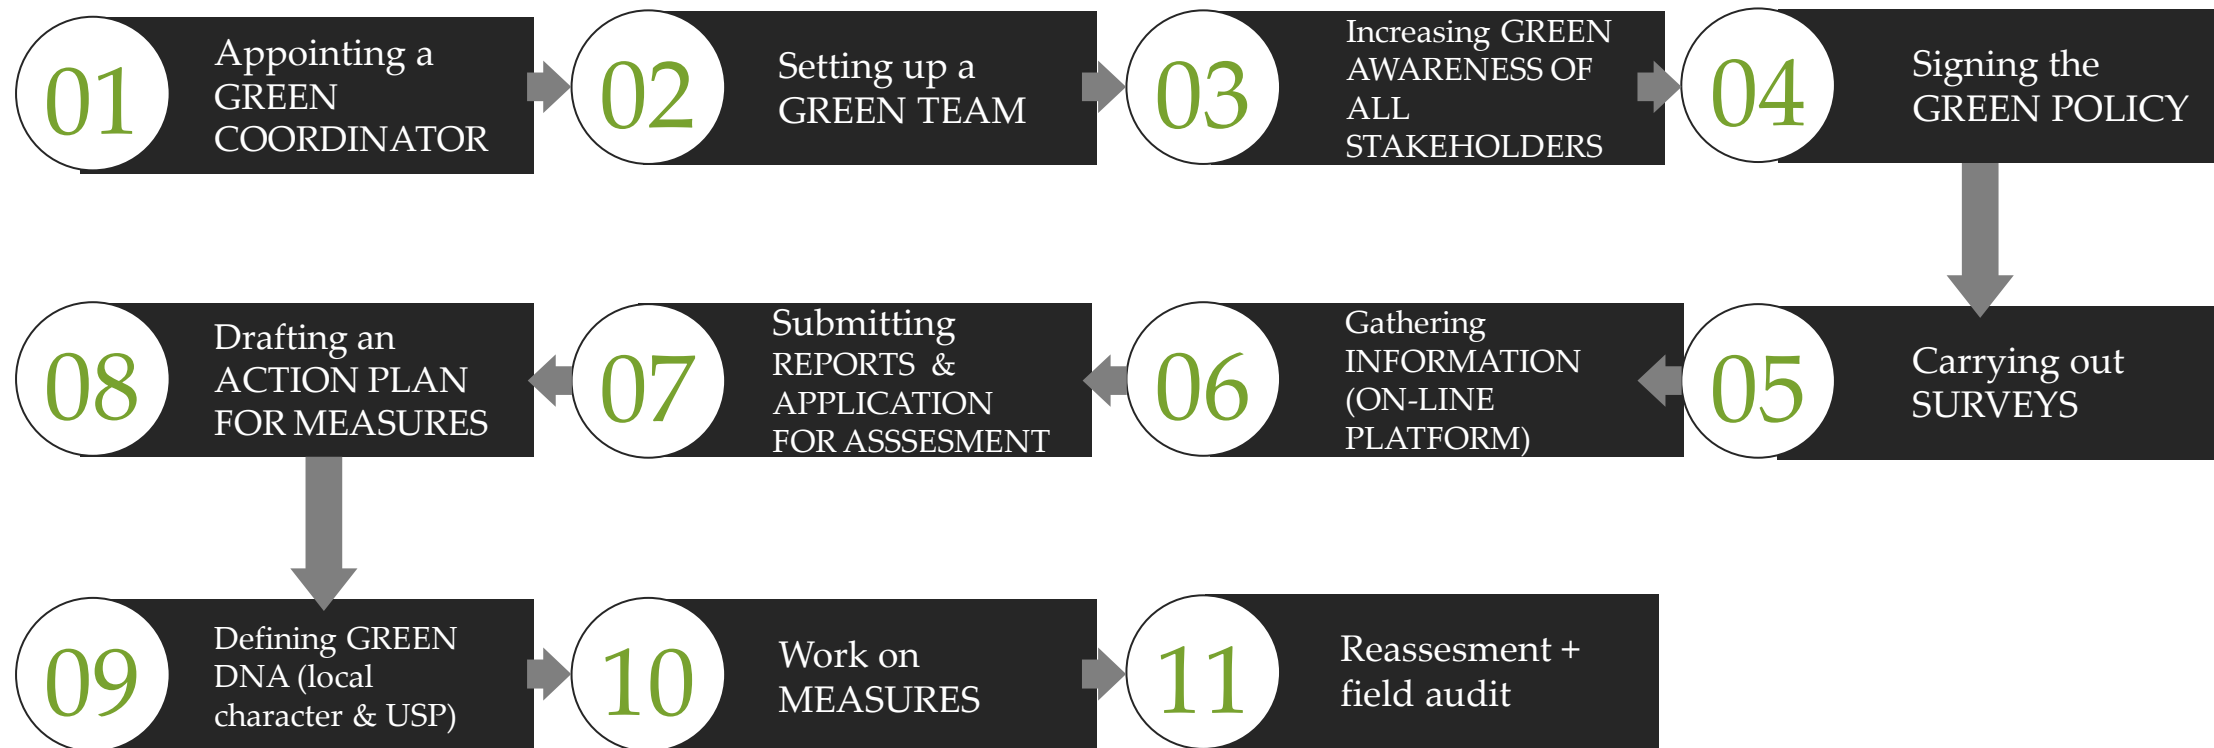 01
Appointing a
GREEN
COORDINATOR
02
Setting up a
GREEN TEAM
03
Increasing GREEN
AWARENESS OF
ALL
STAKEHOLDERS
04
Signing the
GREEN POLICY
05
Carrying out
SURVEYS
06
Gathering
INFORMATION
(ON-LINE
PLATFORM)
07
Submitting
REPORTS &
APPLICATION
FOR ASSSESMENT
08
Drafting an
ACTION PLAN
FOR MEASURES
09
Defining GREEN
DNA (local
character & USP)
10
Work on
MEASURES
11
Reassesment +
field audit